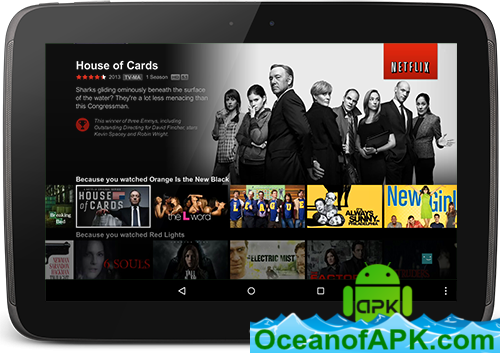 House of Cards
2013 TV-MA 1 Season HD 5.1
Sharks gliding ominously beneath the surface
of the water? They're a lot less menacing than
this Congressman.
This winner of three Emmys, including
Outstanding Directing for David Fincher, stars
Kevin Spacey and Robin Wright.
NETFLIX
Because you watched Orange Is the New Black
Breaking
Bad
HOUSE
of CARDS
the L word
IT'S
ALWAYS
SUNNY
PHILADELPHIA
New Girl
Because you watched Red Lights
6 SOULS
ELECTRIC MIST
apk
OceanofAPK.com